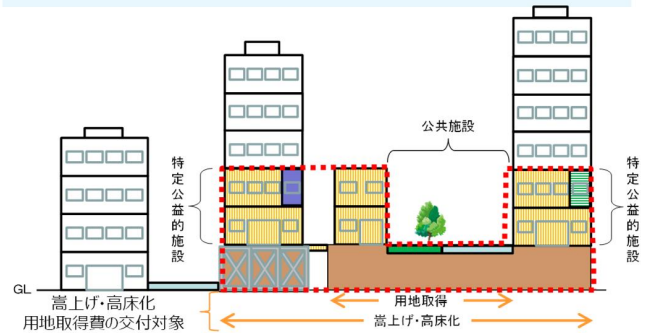 公共施設
特定公益的施設
特定公益的施設
GL
用地取得
嵩上げ・高床化
嵩上げ・高床化
用地取得費の交付対象